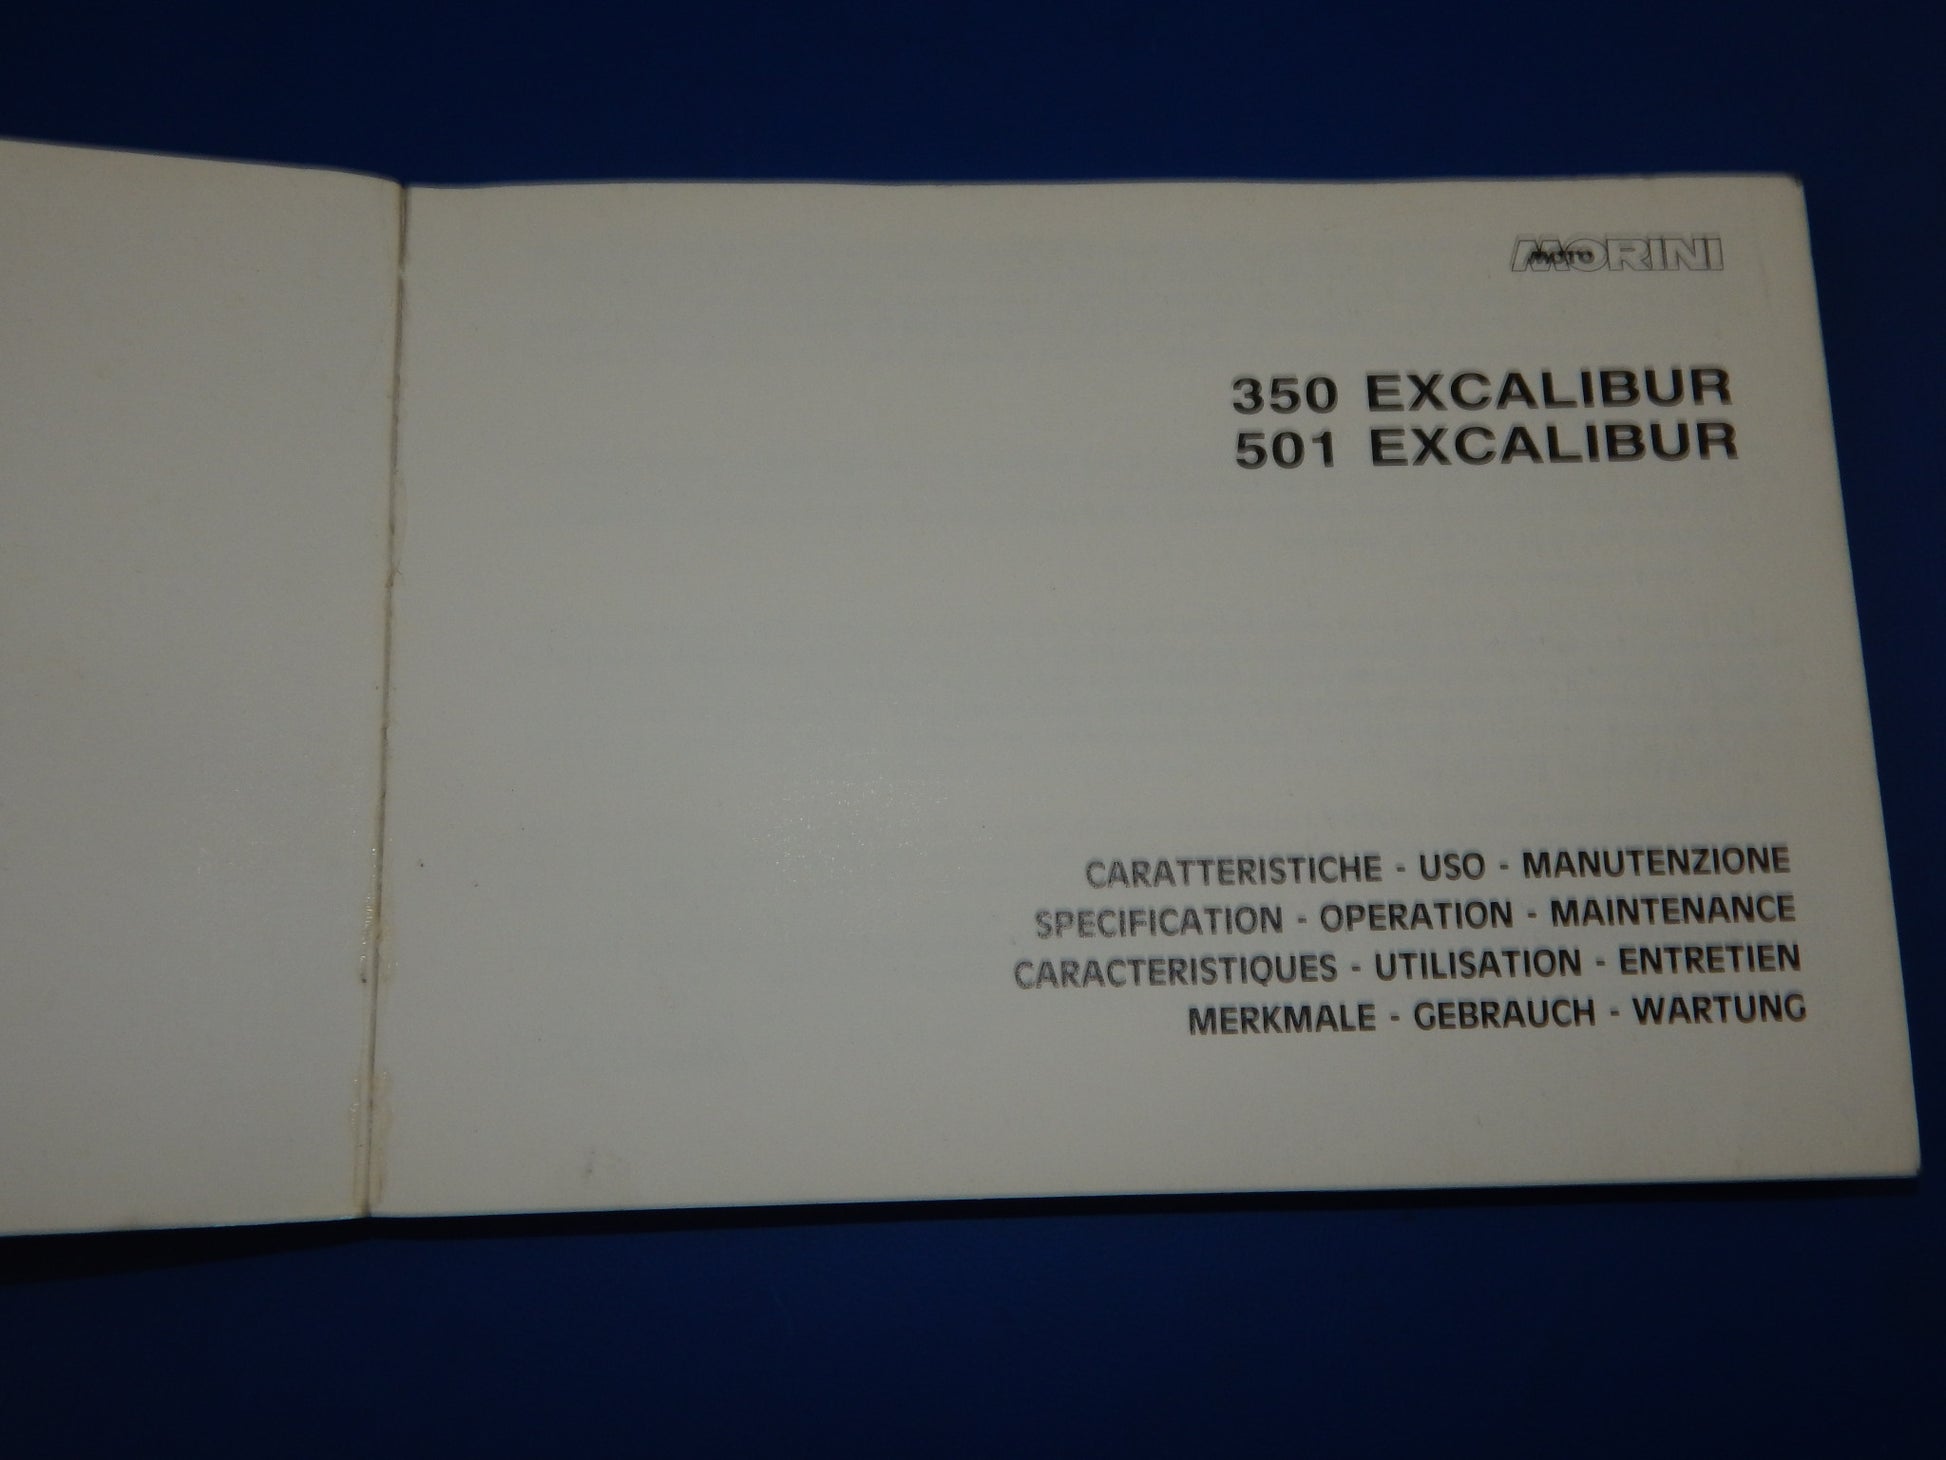 MOTO MORINI
350 EXCALIBUR
501 EXCALIBUR
CARATTERISTICHE - USO - MANUTENZIONE
SPECIFICATION - OPERATION - MAINTENANCE
CARACTERISTIQUES - UTILISATION - ENTRETIEN
MERKMALE - GEBRAUCH - WARTUNG